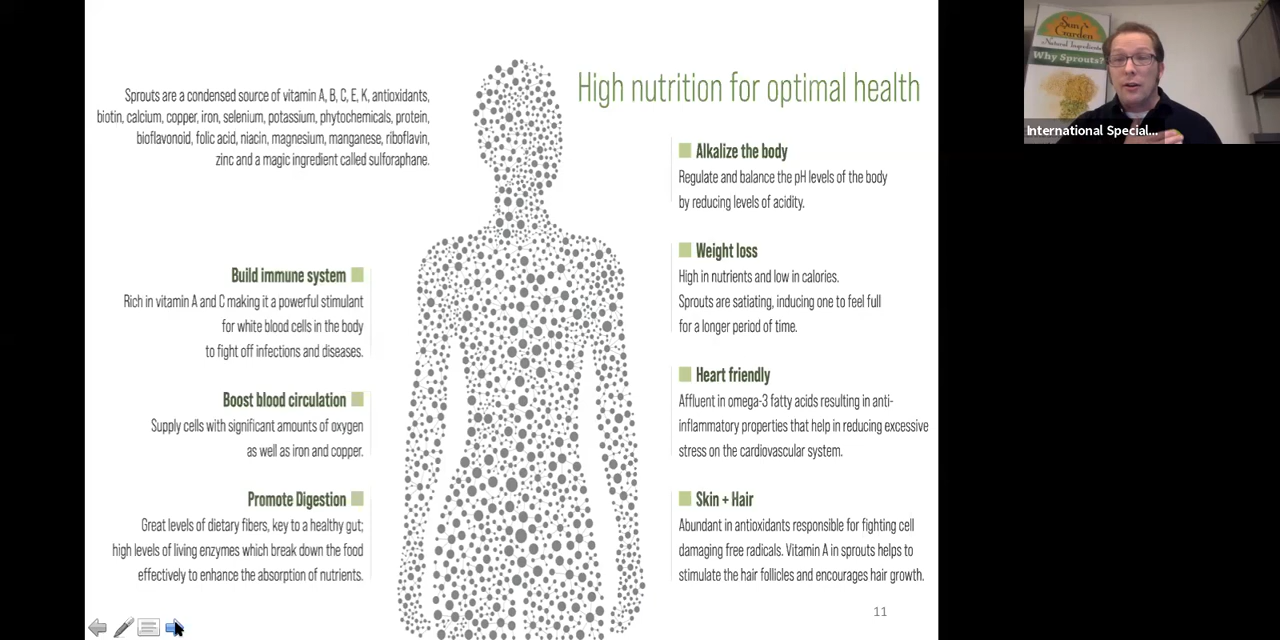 High nutrition for optimal health
Sprouts are a condensed source of vitamin A, B, C, E, K, antioxidants,
biotin, calcium, copper, iron, selenium, potassium, phytochemicals, protein,
bioflavonoid, folic acid, niacin, magnesium, manganese, riboflavin,
zinc and a magic ingredient called sulforaphane.
Build immune system
Rich in vitamin A and C making it a powerful stimulant
for white blood cells in the body
to fight off infections and diseases.
Boost blood circulation
Supply cells with significant amounts of oxygen
as well as iron and copper.
Promote Digestion
Great levels of dietary fibers, key to a healthy gut;
high levels of living enzymes which break down the food
effectively to enhance the absorption of nutrients.
Alkalize the body
Regulate and balance the pH levels of the body
by reducing levels of acidity.
Weight loss
High in nutrients and low in calories.
Sprouts are satiating, inducing one to feel full
for a longer period of time.
Heart friendly
Affluent in omega-3 fatty acids resulting in anti-
inflammatory properties that help in reducing excessive
stress on the cardiovascular system.
Skin + Hair
Abundant in antioxidants responsible for fighting cell
damaging free radicals. Vitamin A in sprouts helps to
stimulate the hair follicles and encourages hair growth.
11
Sun
Garden
Natural Ingredients
Why Sprouts?
International Special...